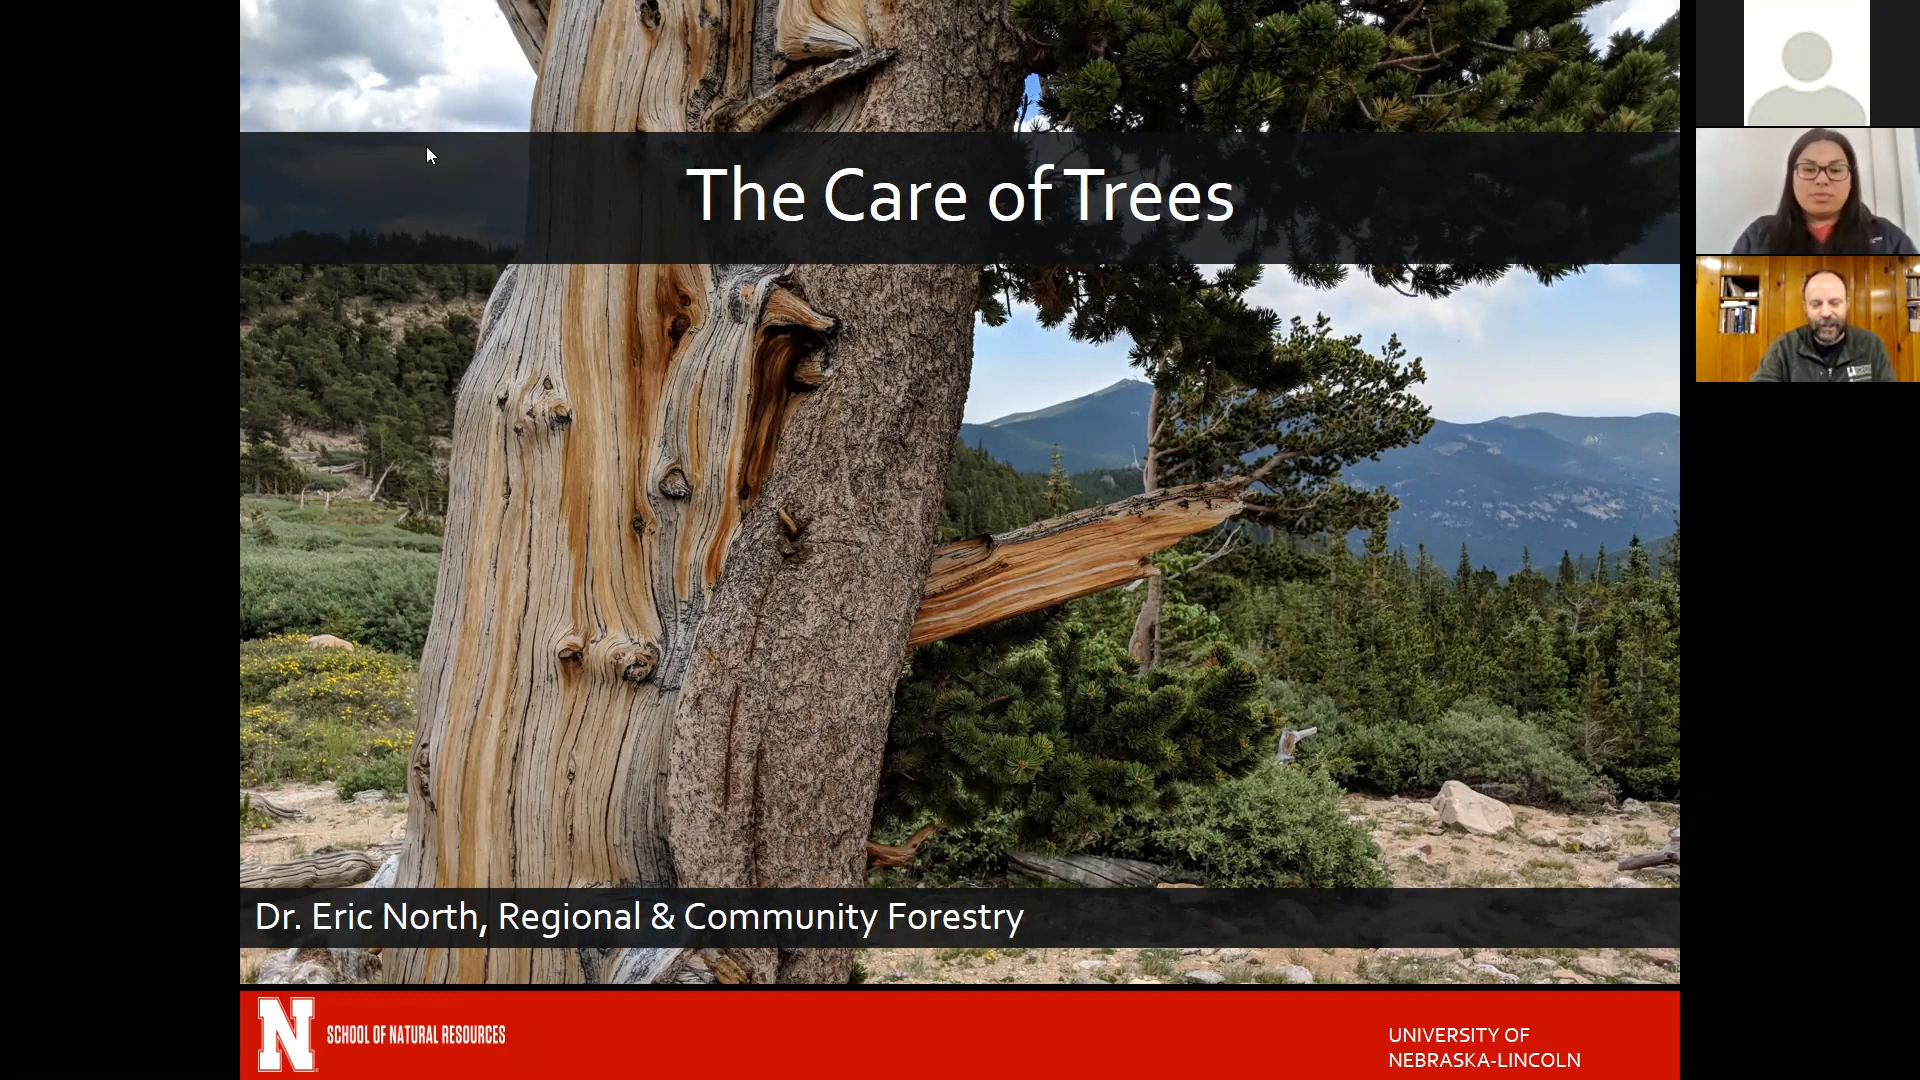 The Care of Trees
Dr. Eric North, Regional & Community Forestry
N
SCHOOL OF NATURAL RESOURCES
UNIVERSITY OF
NEBRASKA-LINCOLN